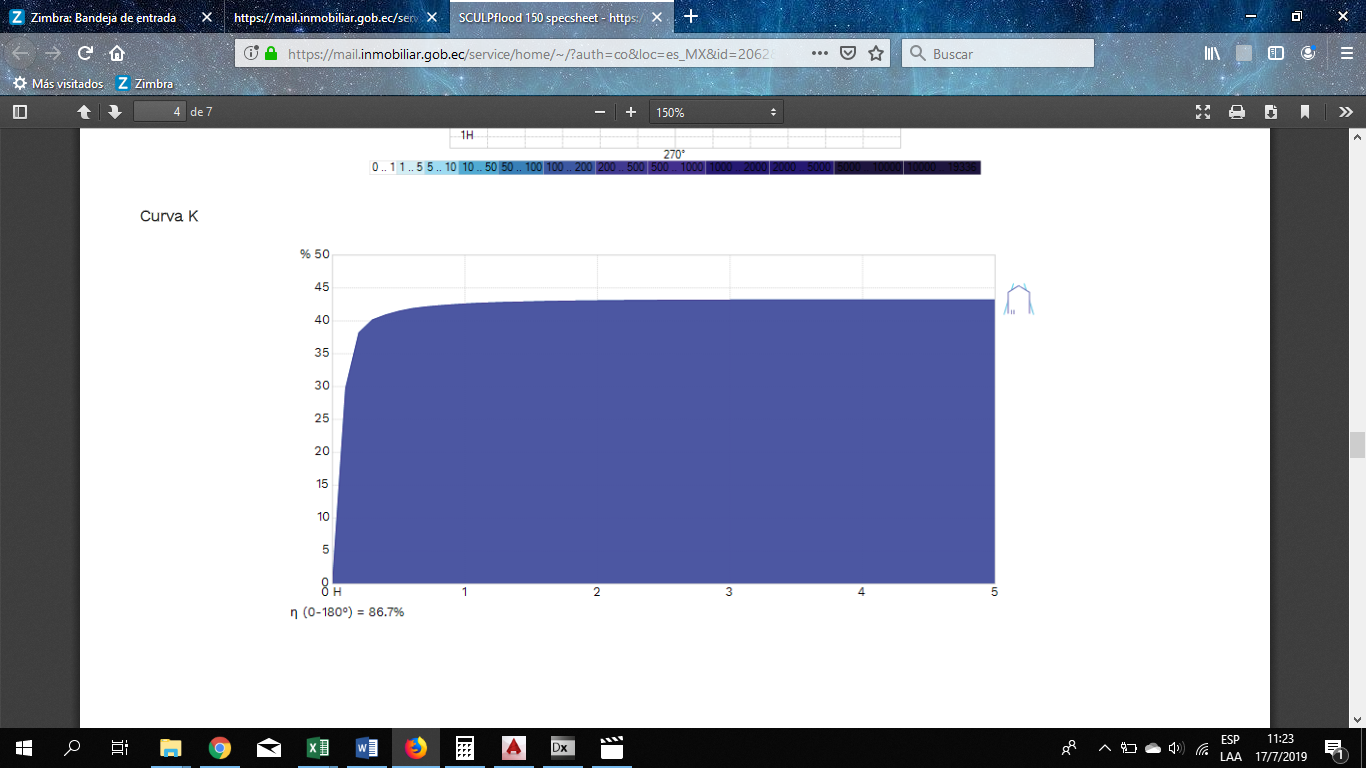 Zimbra: Bandeja de entrada
https://mail.inmobiliar.gob.ec/serv
SCULPflood 150 specsheet - https:/
https://mail.inmobiliar.gob.ec/service/home/~/?auth=co&loc=es_MX&id=2062
Buscar
Más visitados
Zimbra
4 de 7
150%
1H
270°
0 .. 1 1 .. 5 5 .. 10 10 .. 50 50 .. 100 100 .. 200 200 .. 500 500 .. 1000 1000 .. 2000 2000 .. 5000 5000 .. 10000 10000 ..
Curva K
% 50
45
40
35
30
25
20
15
10
5
0
0 H 1 2 3 4 5
η (0-180°) = 86.7%
ESP 11:23
LAA 17/7/2019
1